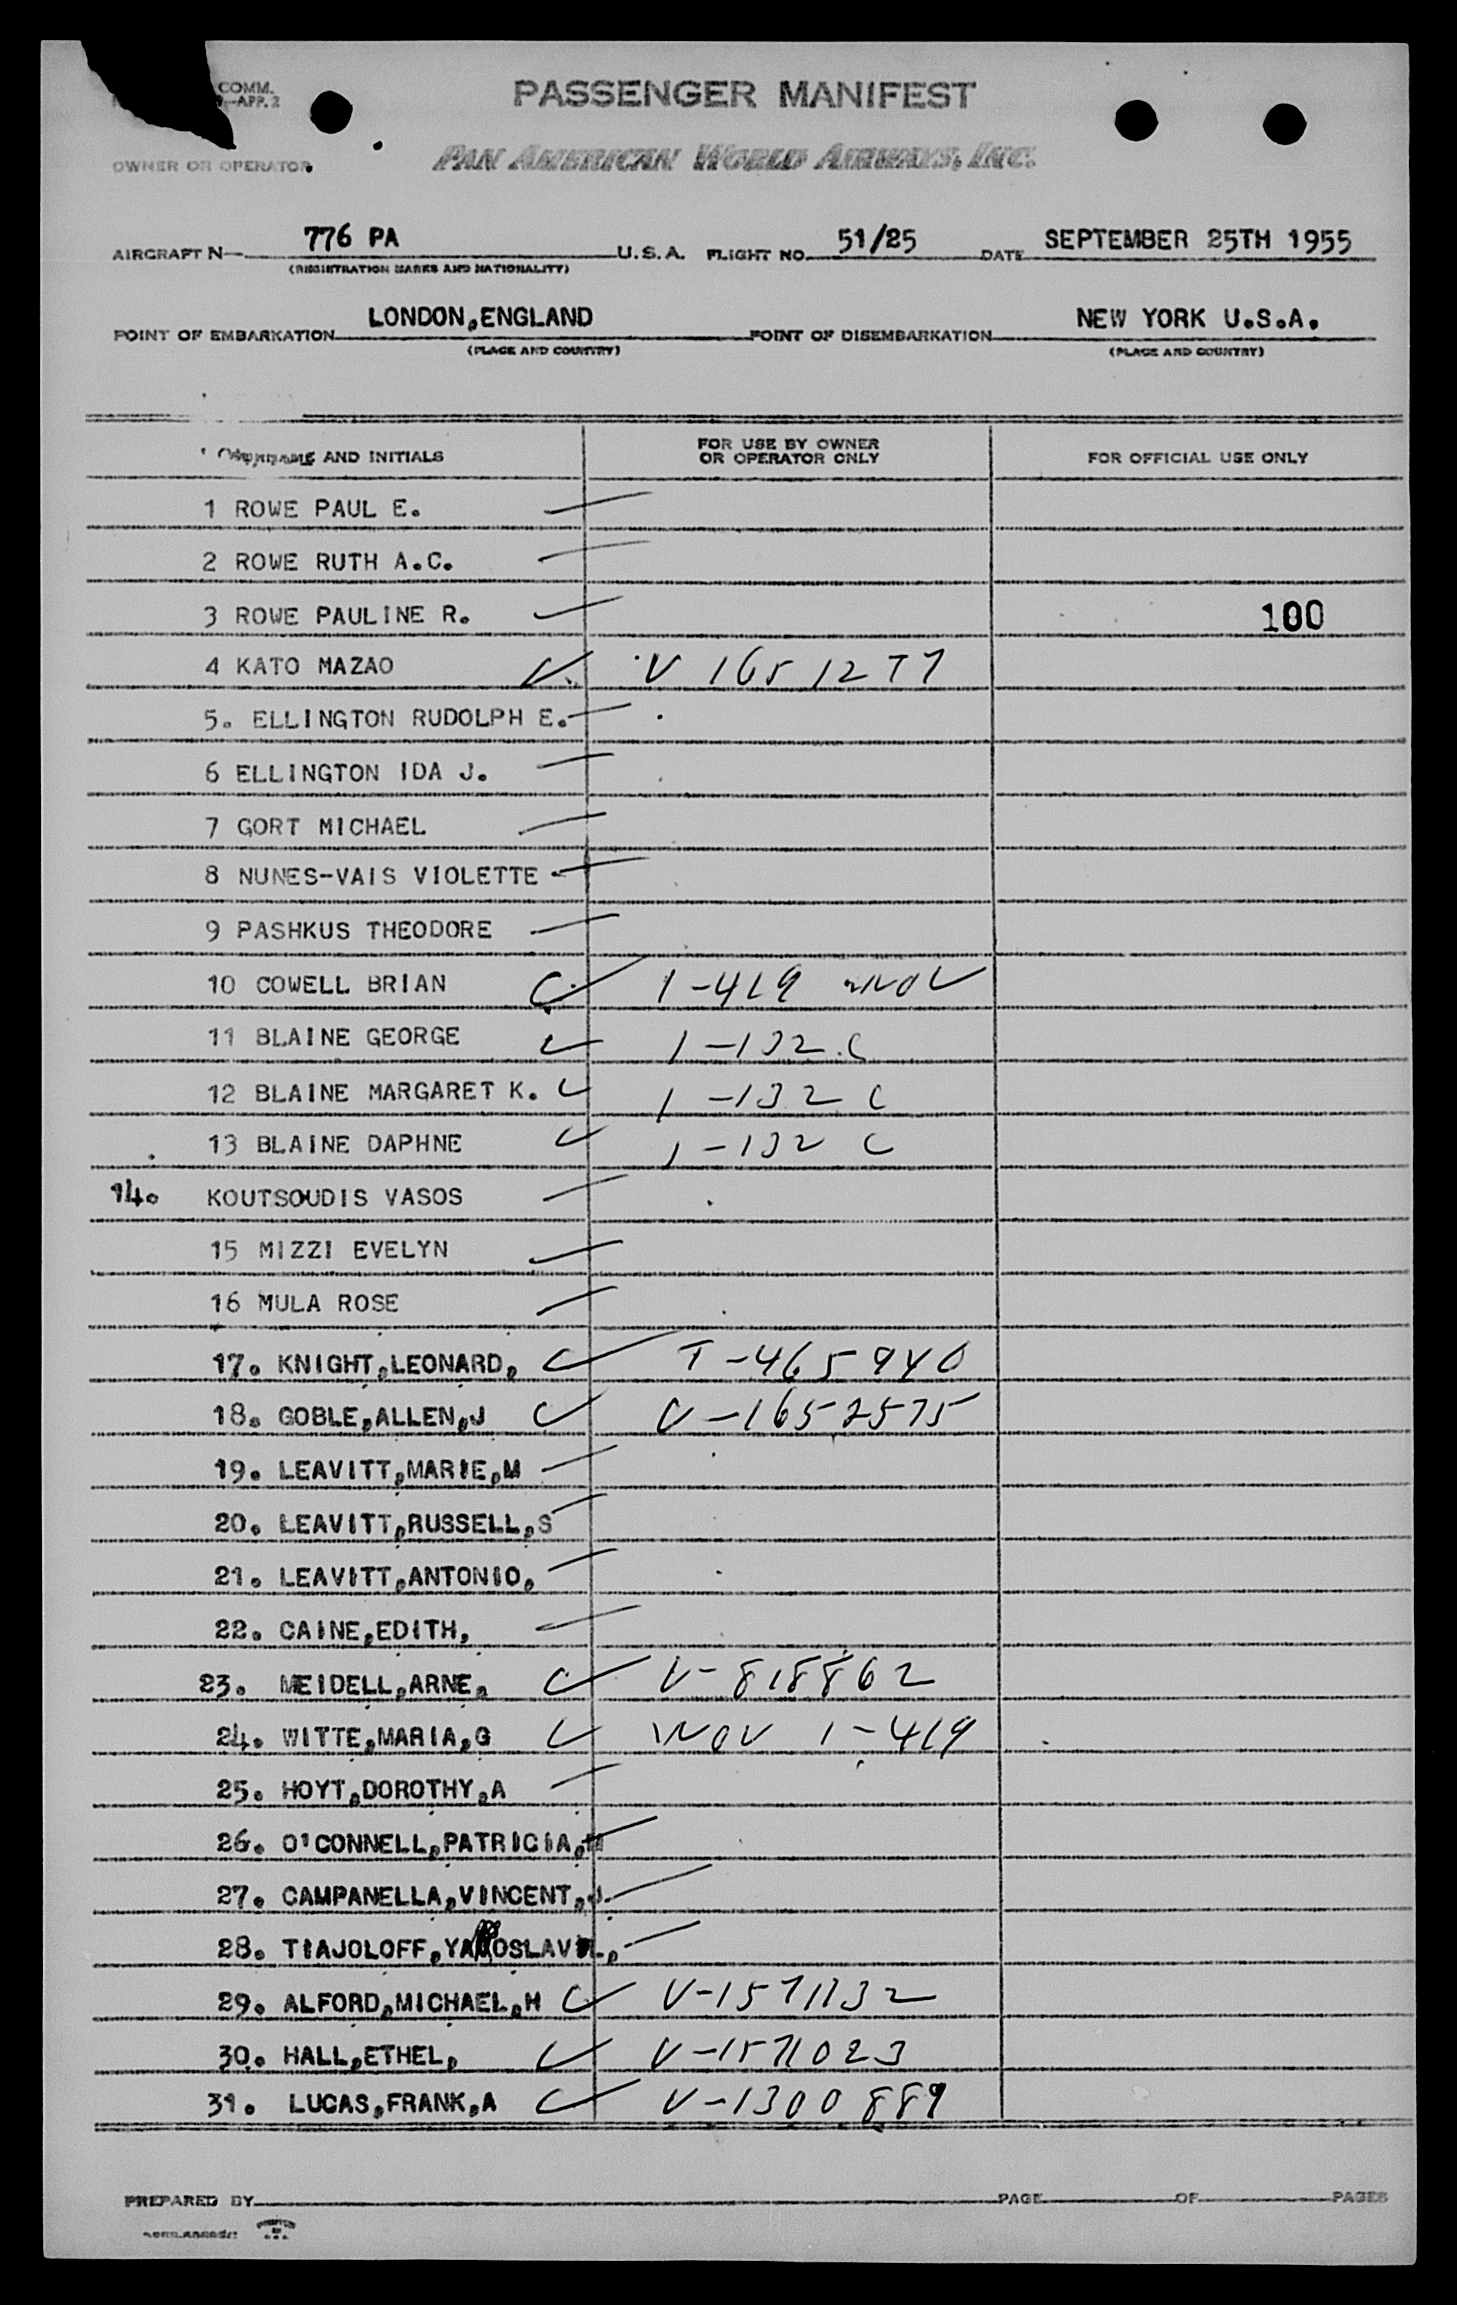 COMM.
-APP. 2
PASSENGER MANIFEST
OWNER OR OPERATOR
PAN AMERICAN WORLD AIRWAYS, INC.
AIRCRAFT N— 776 PA U.S.A. FLIGHT NO. 51/25 DATE SEPTEMBER 25TH 1955
(REGISTRATION MARKS AND NATIONALITY)
POINT OF EMBARKATION LONDON,ENGLAND POINT OF DISEMBARKATION NEW YORK U.S.A.
(PLACE AND COUNTRY) (PLACE AND COUNTRY)
AND INITIALS FOR USE BY OWNER OR OPERATOR ONLY FOR OFFICIAL USE ONLY
1 ROWE PAUL E.
2 ROWE RUTH A.C.
3 ROWE PAULINE R. 100
4 KATO MAZAO V 1651277
5. ELLINGTON RUDOLPH E.
6 ELLINGTON IDA J.
7 GORT MICHAEL
8 NUNES-VAIS VIOLETTE
9 PASHKUS THEODORE
10 COWELL BRIAN 1-419 WOV
11 BLAINE GEORGE 1-132 C
12 BLAINE MARGARET K. 1-132 C
13 BLAINE DAPHNE 1-132 C
14. KOUTSOUDIS VASOS
15 MIZZI EVELYN
16 MULA ROSE
17. KNIGHT,LEONARD, T-465940
18. GOBLE,ALLEN,J V-1652575
19. LEAVITT,MARIE,M
20. LEAVITT,RUSSELL,S
21. LEAVITT,ANTONIO,
22. CAINE,EDITH,
23. MEIDELL,ARNE, V-818862
24. WITTE,MARIA,G WOV 1-419
25. HOYT,DOROTHY,A
26. O'CONNELL,PATRICIA,M
27. CAMPANELLA,VINCENT,J.
28. TIAJOLOFF,YAROSLAV
29. ALFORD,MICHAEL,H V-1571132
30. HALL,ETHEL, V-1571023
31. LUCAS,FRANK,A V-1300889
PREPARED BY PAGE OF PAGES